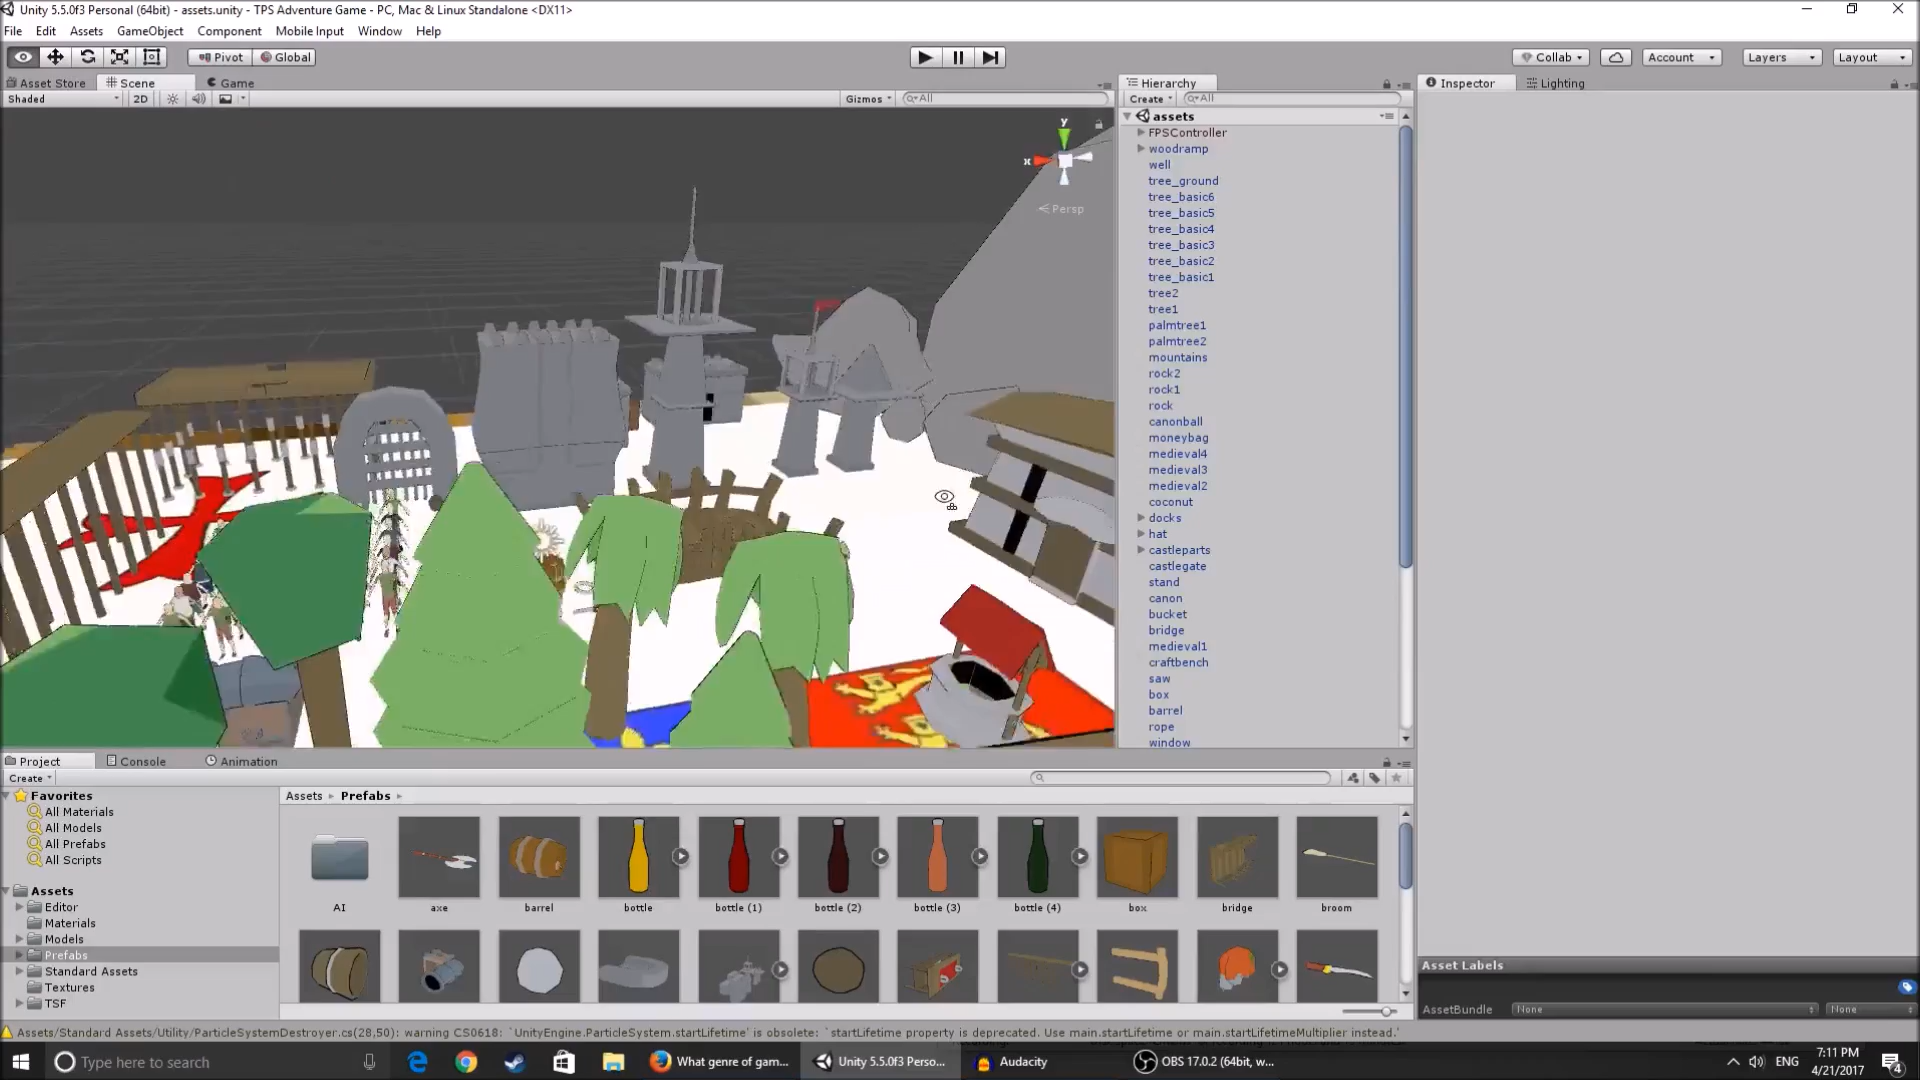 Unity 5.5.0f3 Personal (64bit) - assets.unity - TPS Adventure Game - PC, Mac & Linux Standalone <DX11>
File Edit Assets GameObject Component Mobile Input Window Help
Pivot Global Collab Account Layers Layout
Asset Store Scene Game Hierarchy Inspector Lighting
Shaded 2D Gizmos All Create All
assets
FPSController
woodramp
well
tree_ground
tree_basic6
tree_basic5
tree_basic4
tree_basic3
tree_basic2
tree_basic1
tree2
tree1
palmtree1
palmtree2
mountains
rock2
rock1
rock
canonball
moneybag
medieval4
medieval3
medieval2
coconut
docks
hat
castleparts
castlegate
stand
canon
bucket
bridge
medieval1
craftbench
saw
box
barrel
rope
window
y
x
Persp
Project Console Animation
Create
Favorites
All Materials
All Models
All Prefabs
All Scripts
Assets
Editor
Materials
Models
Prefabs
Standard Assets
Textures
TSF
Assets Prefabs
AI axe barrel bottle bottle (1) bottle (2) bottle (3) bottle (4) box bridge broom
Asset Labels
AssetBundle None None
Assets/Standard Assets/Utility/ParticleSystemDestroyer.cs(28,50): warning CS0618: `UnityEngine.ParticleSystem.startLifetime' is obsolete: `startLifetime property is deprecated. Use main.startLifetime or main.startLifetimeMultiplier instead.'
Type here to search What genre of gam... Unity 5.5.0f3 Perso... Audacity OBS 17.0.2 (64bit, w... ENG 7:11 PM
4/21/2017
4